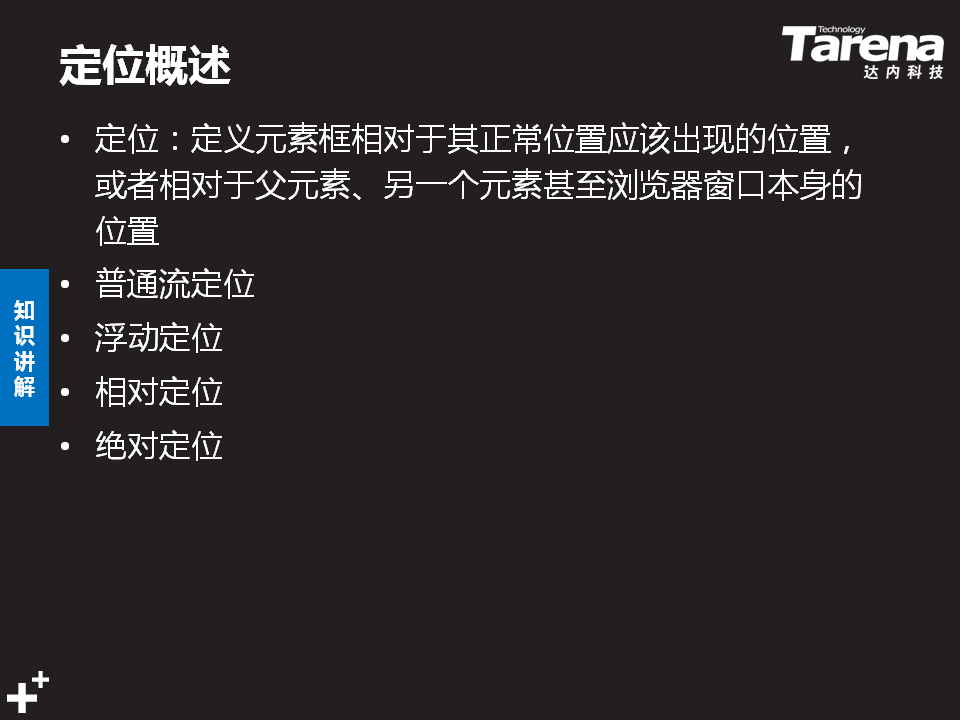 定位概述
Technology
Tarena
达内科技
• 定位：定义元素框相对于其正常位置应该出现的位置，
或者相对于父元素、另一个元素甚至浏览器窗口本身的
位置
• 普通流定位
• 浮动定位
• 相对定位
• 绝对定位
知
识
讲
解